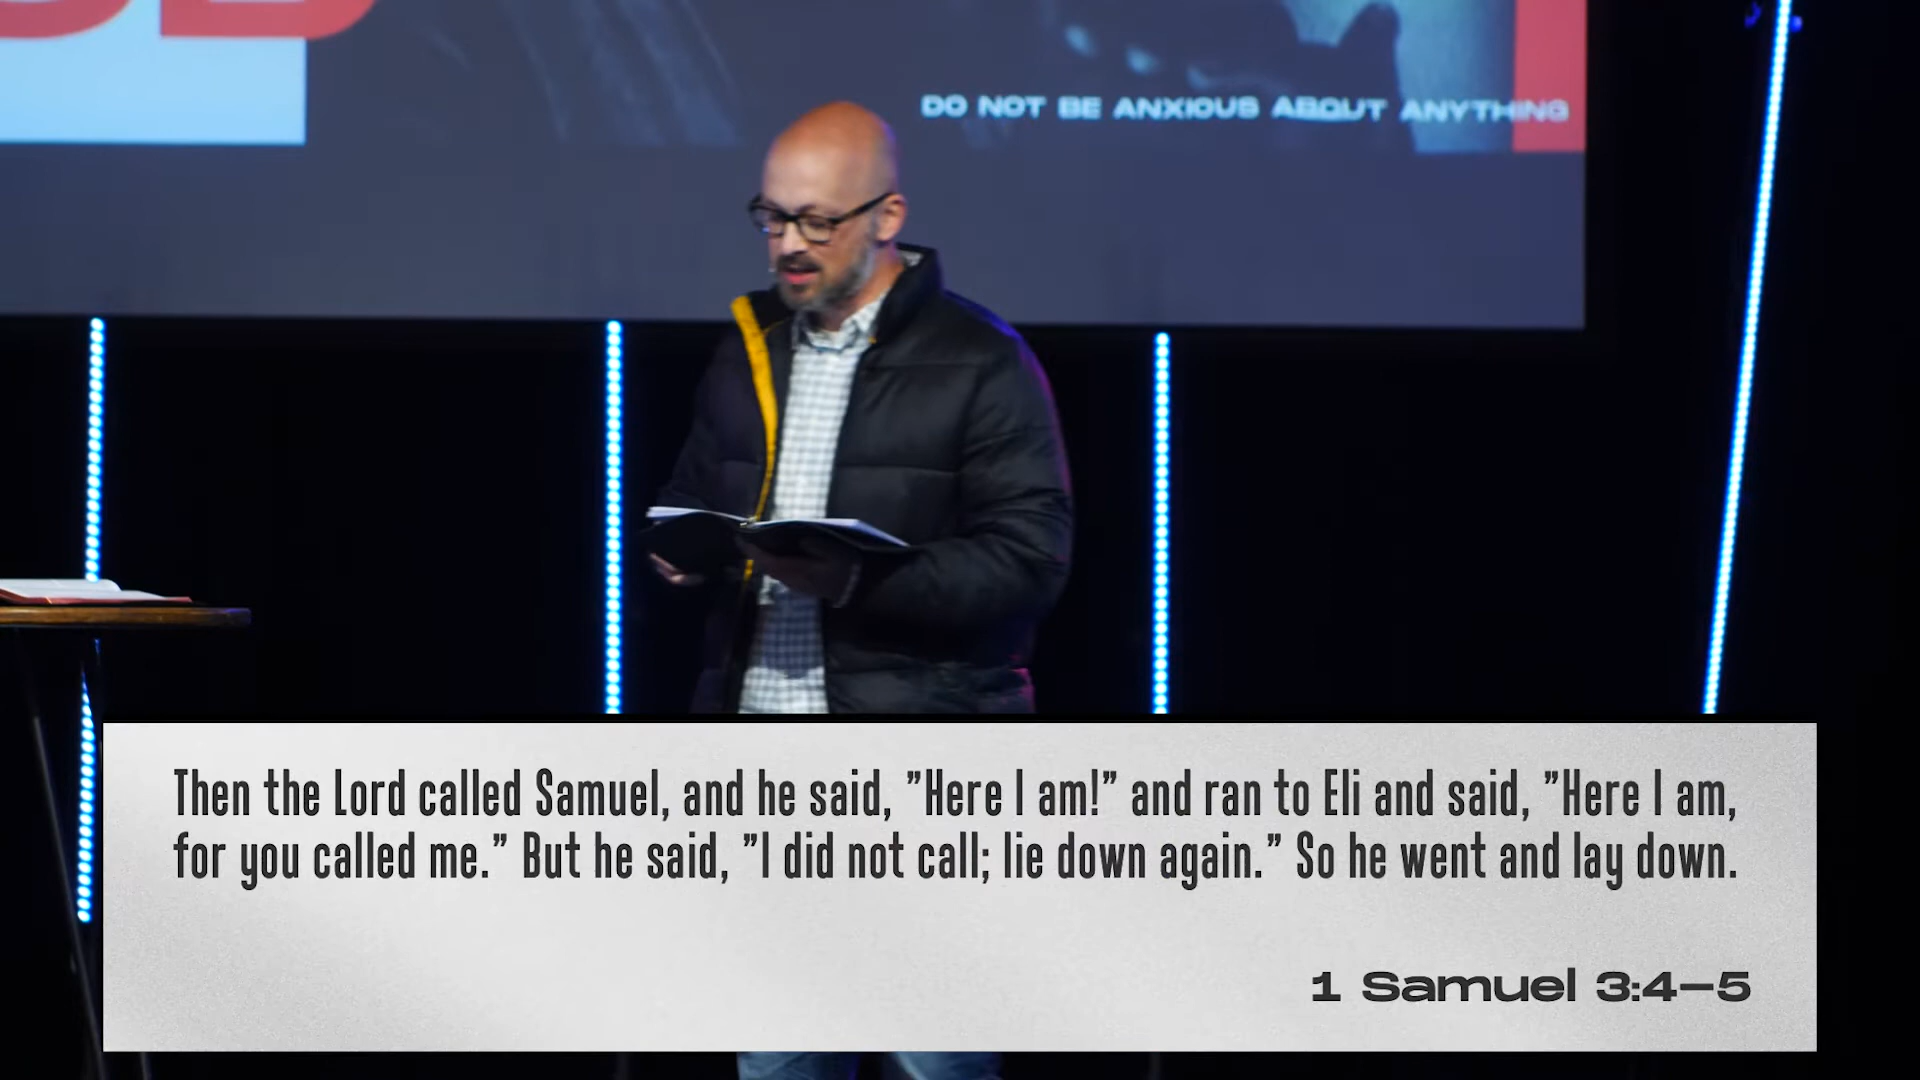 DO NOT BE ANXIOUS ABOUT ANYTHING
Then the Lord called Samuel, and he said, ”Here I am!” and ran to Eli and said, ”Here I am,
for you called me.” But he said, ”I did not call; lie down again.” So he went and lay down.
1 Samuel 3:4–5